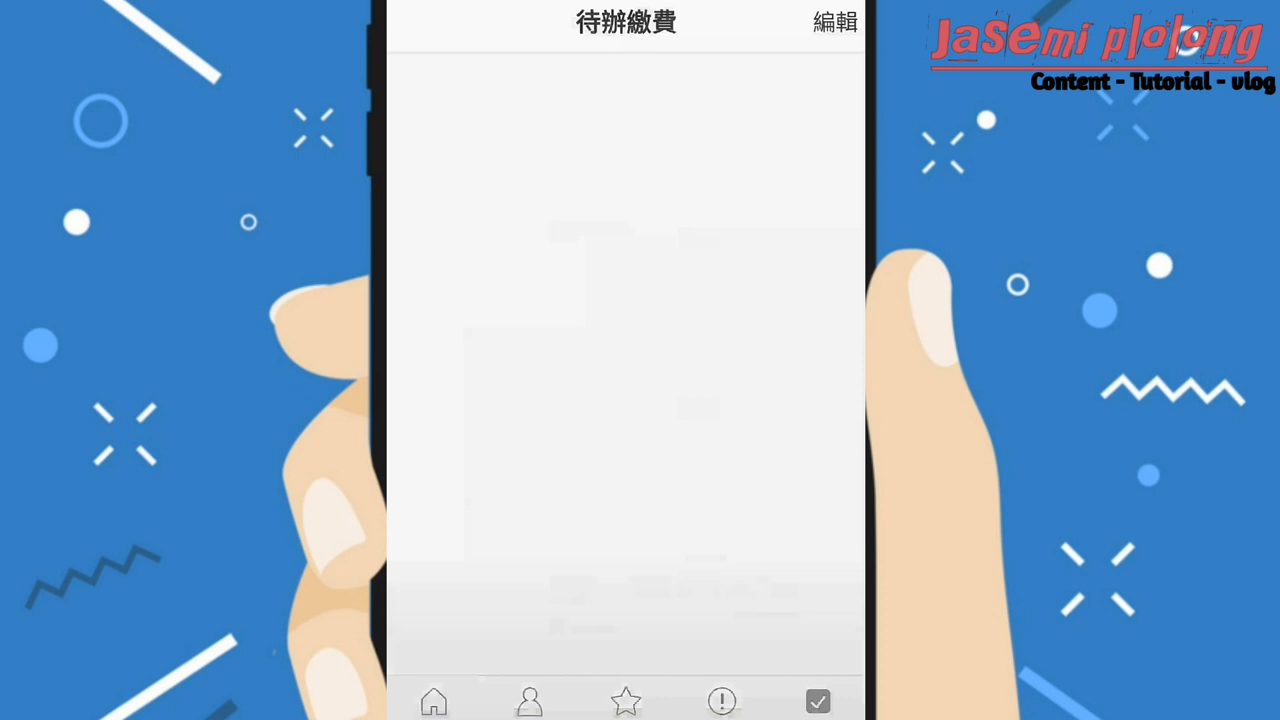 待辦繳費
編輯
Jasemi plolong
Content - Tutorial - vlog